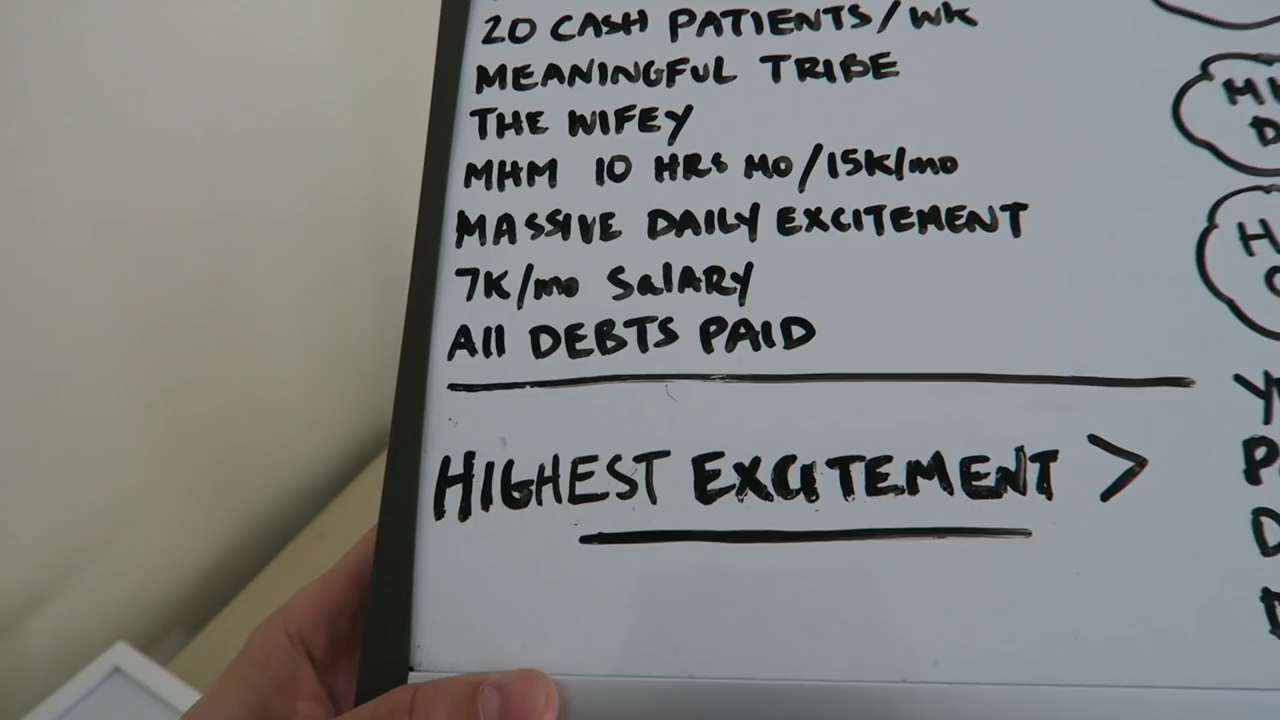 20 CASH PATIENTS/WK
MEANINGFUL TRIBE
THE WIFEY
MHM 10 HRS MO/15K/mo
MASSIVE DAILY EXCITEMENT
7K/mo SalARY
All DEBTS PAID
HIGHEST EXCITEMENT >